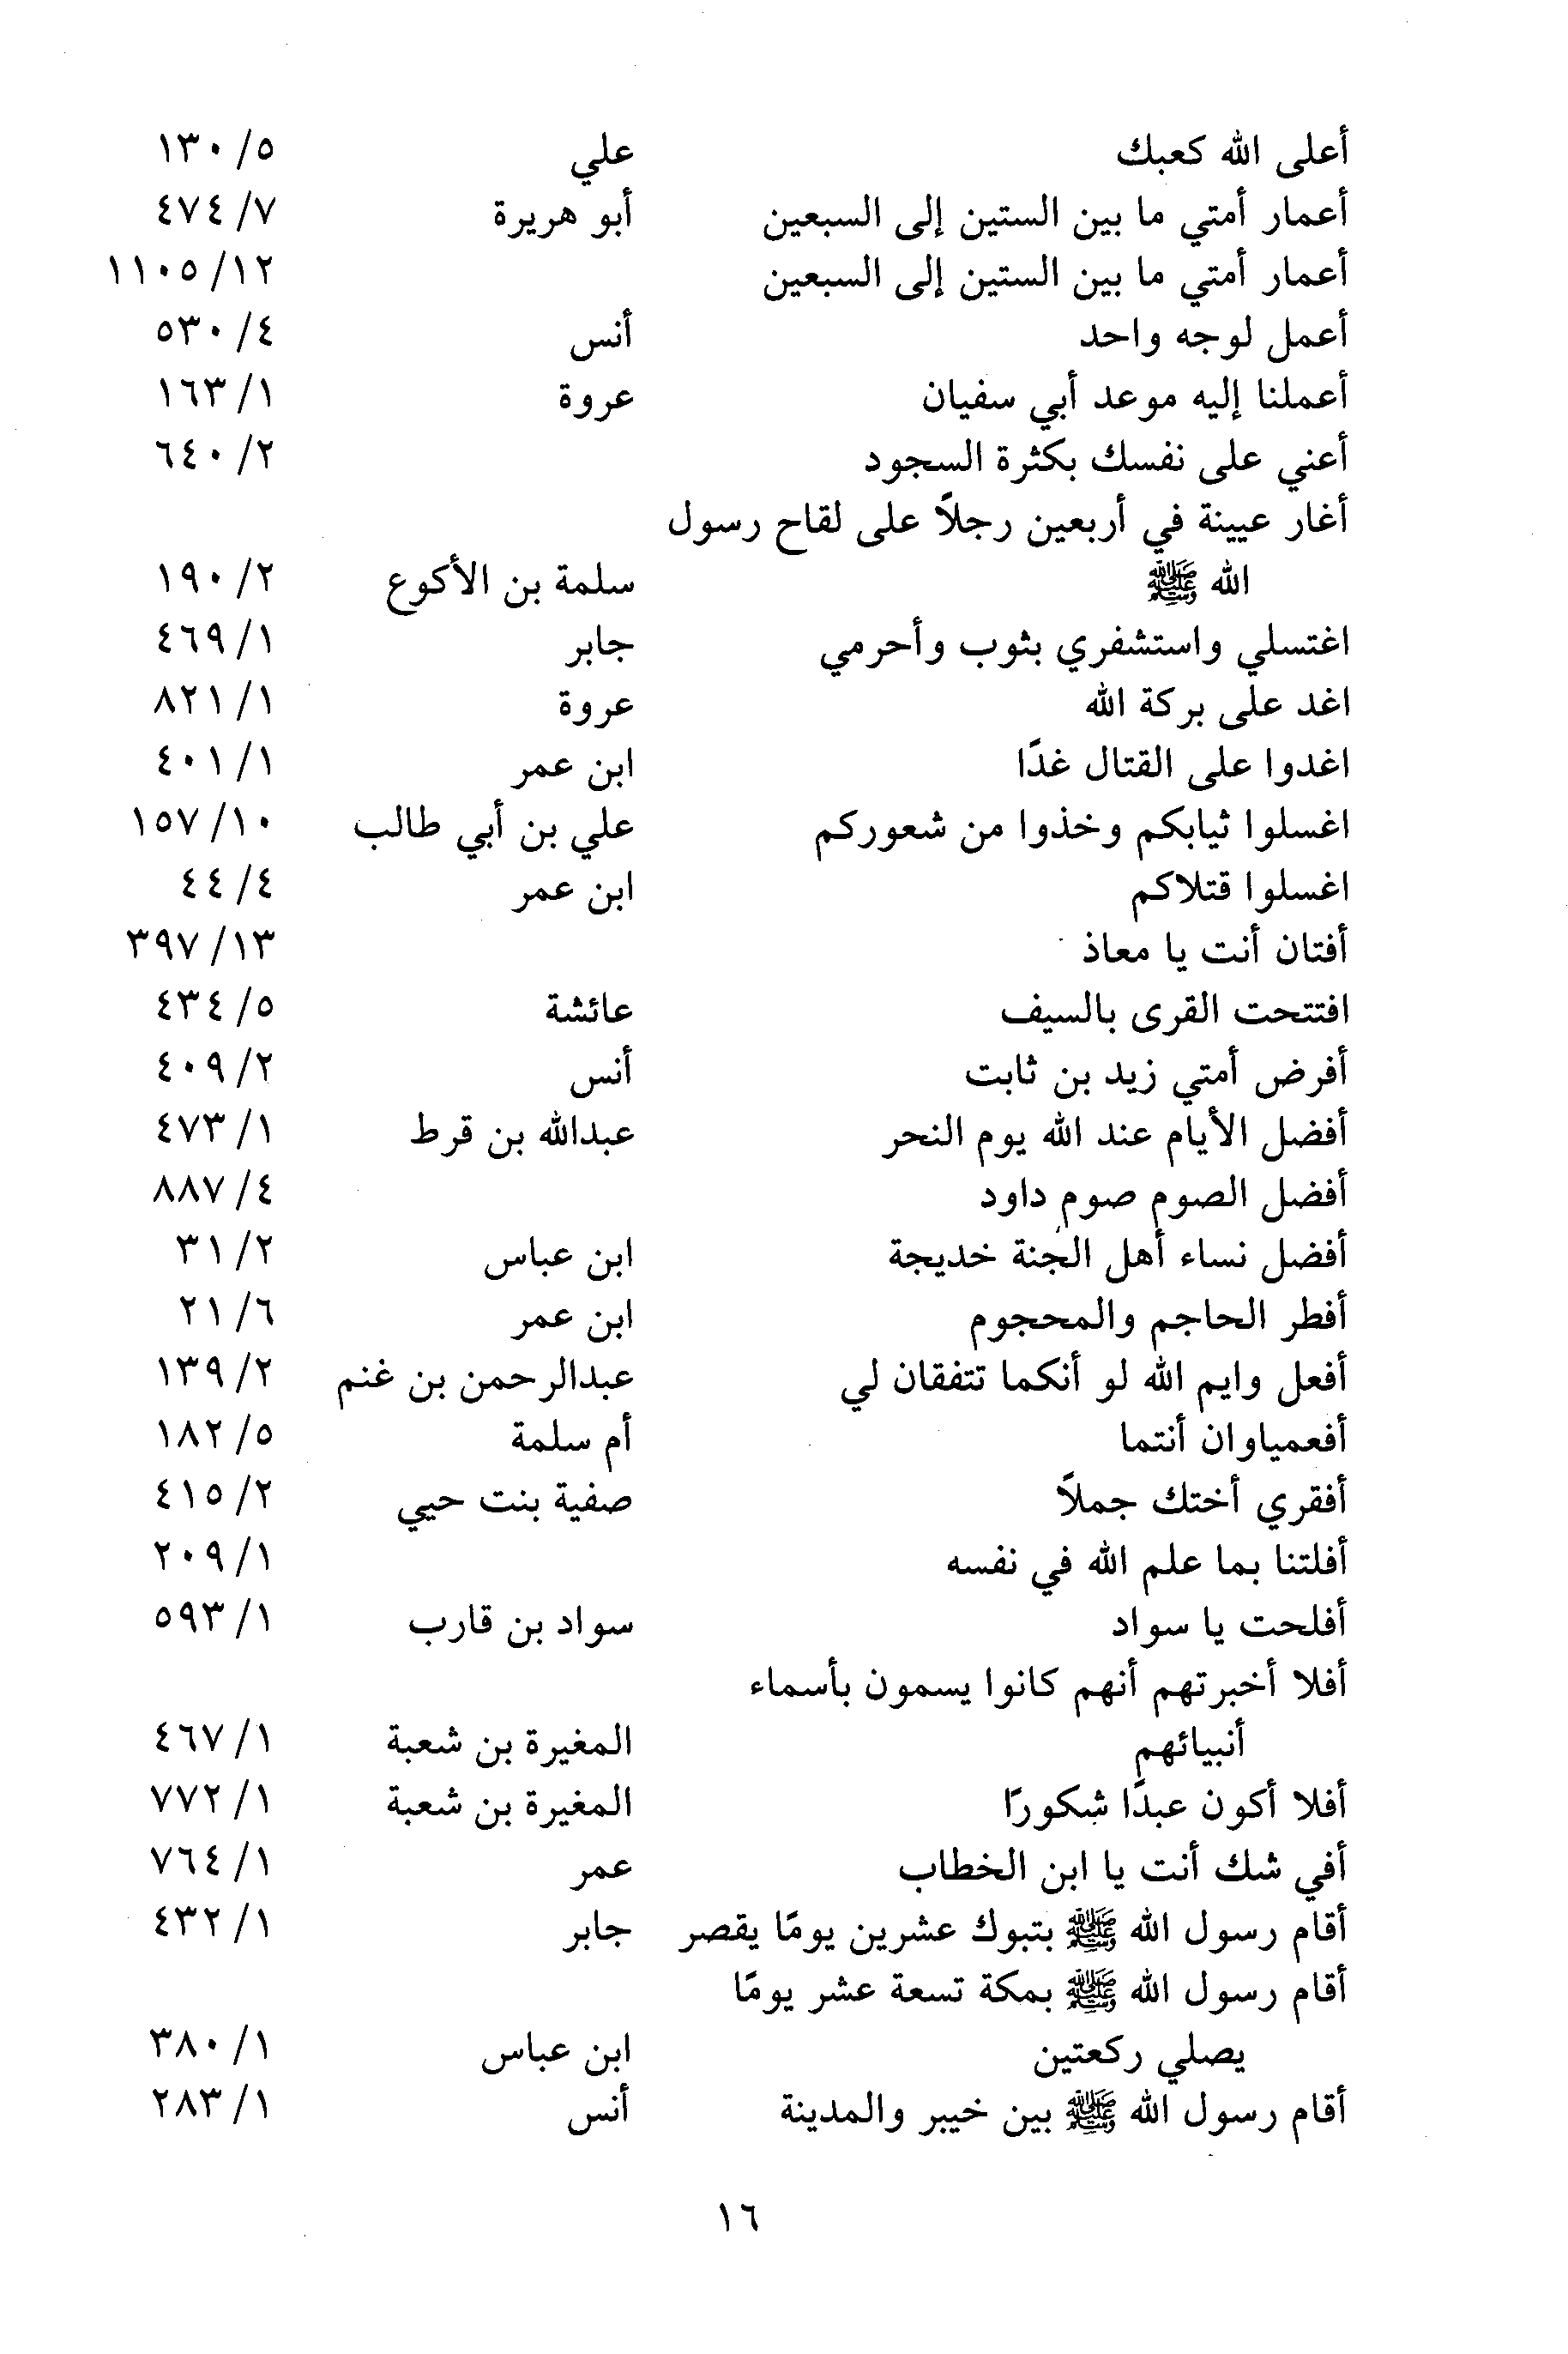 أعلى الله كعبك علي ٥/ ١٣٠
أعمار أمتي ما بين الستين إلى السبعين أبو هريرة ٧/ ٤٧٤
أعمار أمتي ما بين الستين إلى السبعين ١٢/ ١١٠٥
أعمل لوجه واحد أنس ٤/ ٥٣٠
أعملنا إليه موعد أبي سفيان عروة ١/ ١٦٣
أعني على نفسك بكثرة السجود ٢/ ٦٤٠
أغار عيينة في أربعين رجلاً على لقاح رسول
الله ﷺ سلمة بن الأكوع ٢/ ١٩٠
اغتسلي واستشفري بثوب وأحرمي جابر ١/ ٤٦٩
اغد على بركة الله عروة ١/ ٨٢١
اغدوا على القتال غدًا ابن عمر ١/ ٤٠١
اغسلوا ثيابكم وخذوا من شعوركم علي بن أبي طالب ١٠/ ١٥٧
اغسلوا قتلاكم ابن عمر ٤/ ٤٤
أفتان أنت يا معاذ ١٣/ ٣٩٧
افتتحت القرى بالسيف عائشة ٥/ ٤٣٤
أفرض أمتي زيد بن ثابت أنس ٢/ ٤٠٩
أفضل الأيام عند الله يوم النحر عبدالله بن قرط ١/ ٤٧٣
أفضل الصوم صوم داود ٤/ ٨٨٧
أفضل نساء أهل الجنة خديجة ابن عباس ٢/ ٣١
أفطر الحاجم والمحجوم ابن عمر ٦/ ٢١
أفعل وايم الله لو أنكما تتفقان لي عبدالرحمن بن غنم ٢/ ١٣٩
أفعمياوان أنتما أم سلمة ٥/ ١٨٢
أفقري أختك جملاً صفية بنت حيي ٢/ ٤١٥
أفلتنا بما علم الله في نفسه ١/ ٢٠٩
أفلحت يا سواد سواد بن قارب ١/ ٥٩٣
أفلا أخبرتهم أنهم كانوا يسمون بأسماء
أنبيائهم المغيرة بن شعبة ١/ ٤٦٧
أفلا أكون عبدًا شكورًا المغيرة بن شعبة ١/ ٧٧٢
أفي شك أنت يا ابن الخطاب عمر ١/ ٧٦٤
أقام رسول الله ﷺ بتبوك عشرين يومًا يقصر جابر ١/ ٤٣٢
أقام رسول الله ﷺ بمكة تسعة عشر يومًا
يصلي ركعتين ابن عباس ١/ ٣٨٠
أقام رسول الله ﷺ بين خيبر والمدينة أنس ١/ ٢٨٣
١٦